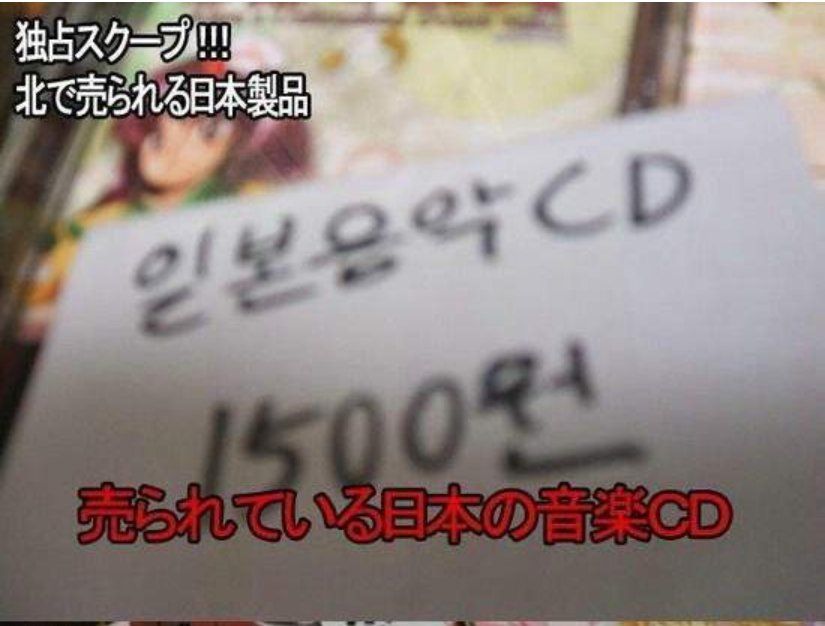 独占スクープ!!!
北で売られる日本製品
일본음악CD
1500원
売られている日本の音楽CD